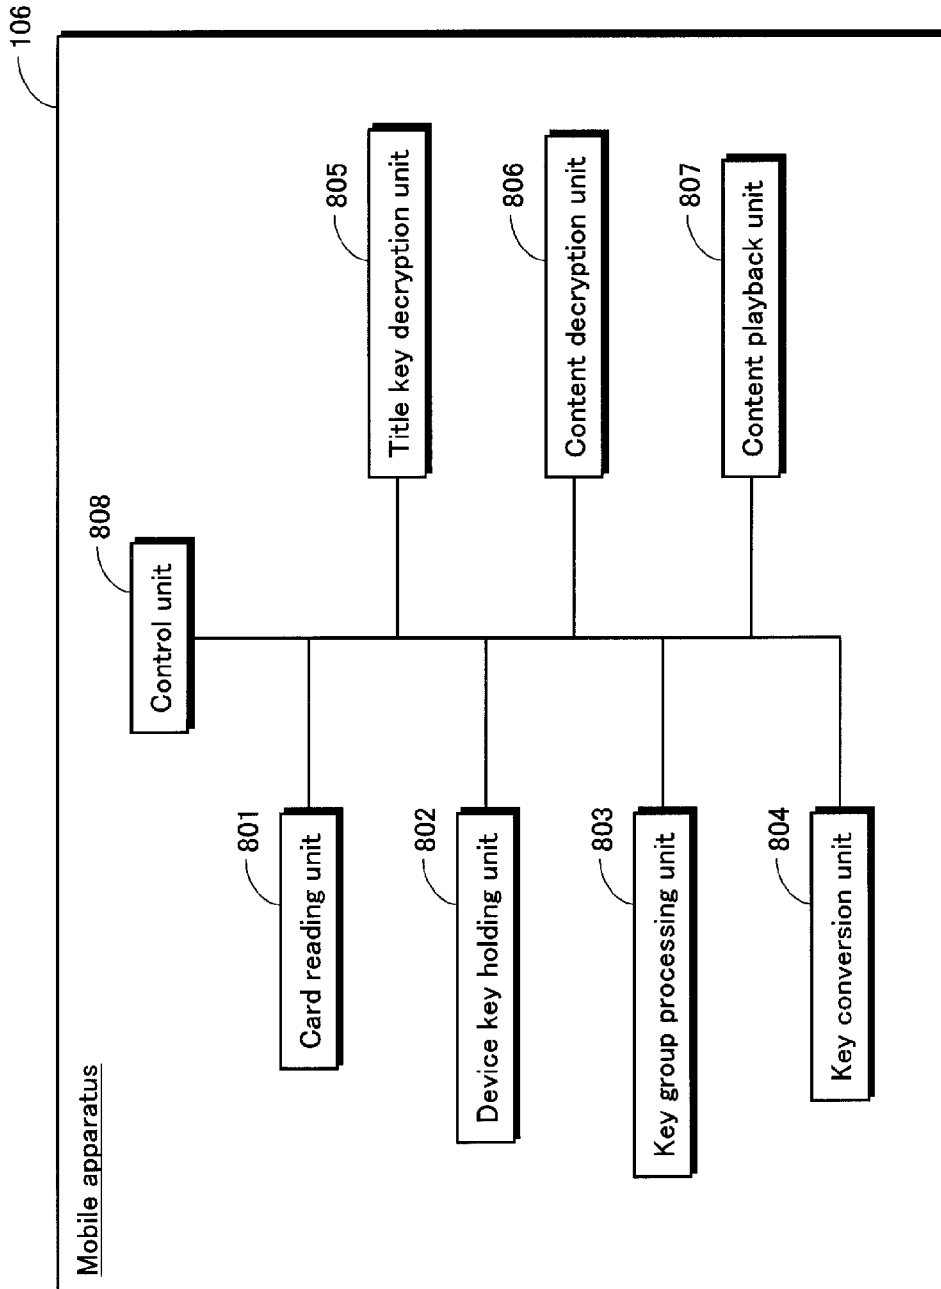 106
Mobile apparatus
808
Control unit
801
Card reading unit
805
Title key decryption unit
802
Device key holding unit
806
Content decryption unit
803
Key group processing unit
807
Content playback unit
804
Key conversion unit